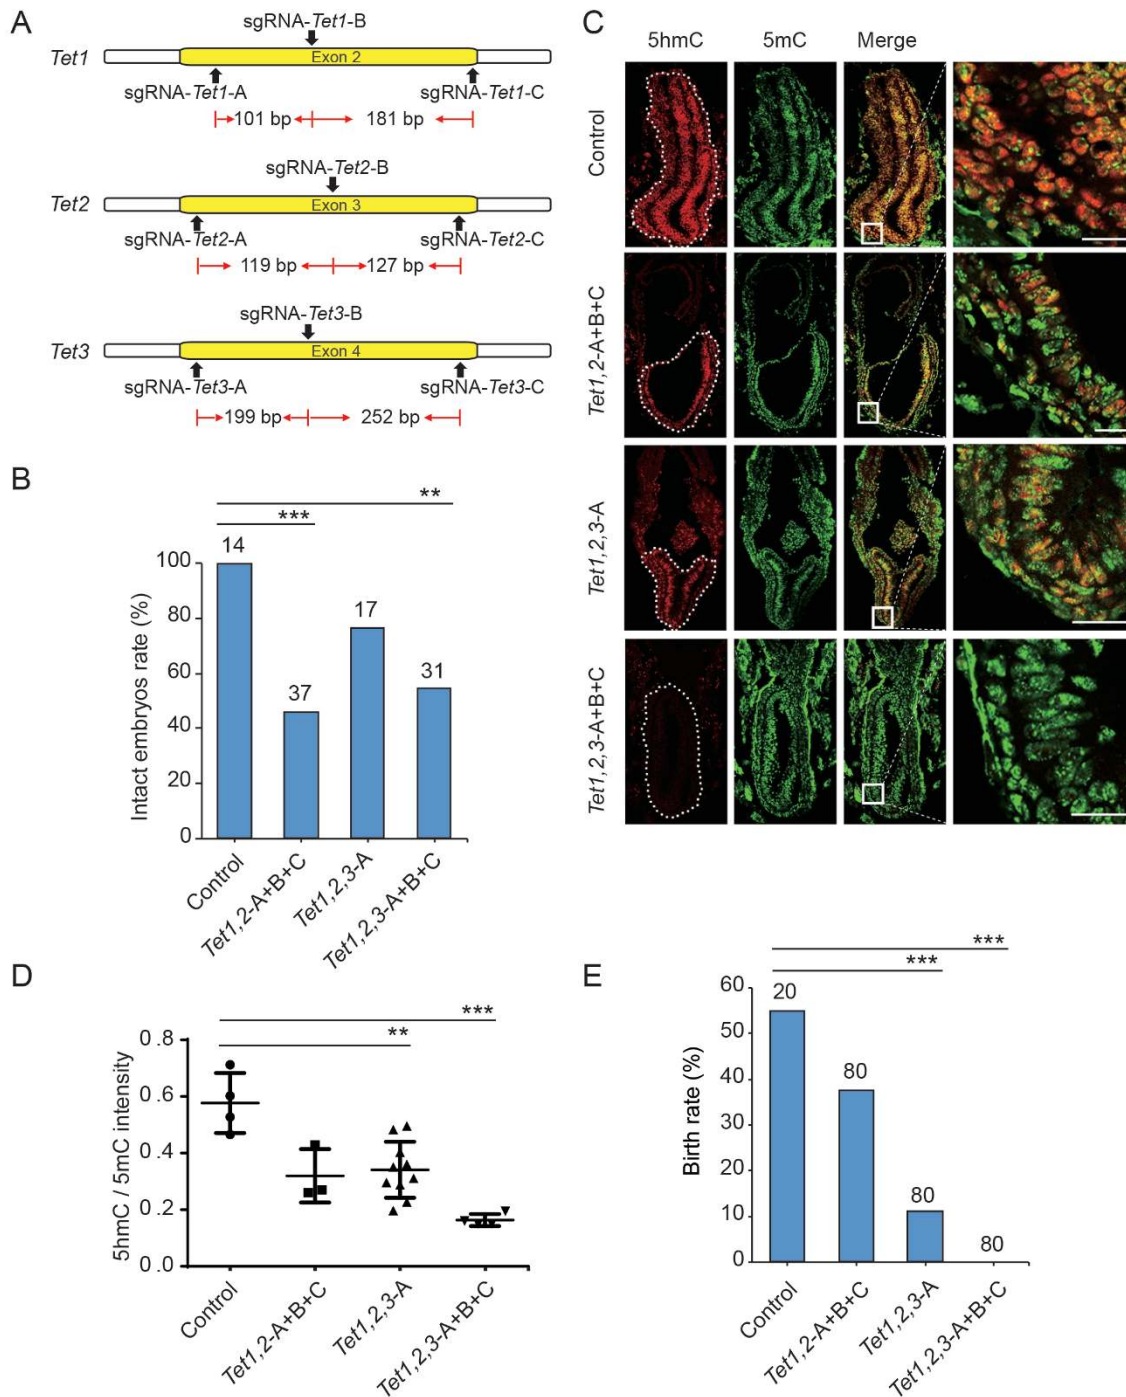 A
sgRNA-Tet1-B
Tet1
Exon 2
sgRNA-Tet1-A
sgRNA-Tet1-C
101 bp
181 bp
sgRNA-Tet2-B
Tet2
Exon 3
sgRNA-Tet2-A
sgRNA-Tet2-C
119 bp
127 bp
sgRNA-Tet3-B
Tet3
Exon 4
sgRNA-Tet3-A
sgRNA-Tet3-C
199 bp
252 bp
B
**
***
Intact embryos rate (%)
100
80
60
40
20
0
14
37
17
31
Control
Tet1,2-A+B+C
Tet1,2,3-A
Tet1,2,3-A+B+C
C
5hmC
5mC
Merge
Control
Tet1,2-A+B+C
Tet1,2,3-A
Tet1,2,3-A+B+C
D
***
**
5hmC / 5mC intensity
0.8
0.6
0.4
0.2
0.0
Control
Tet1,2-A+B+C
Tet1,2,3-A
Tet1,2,3-A+B+C
E
***
***
Birth rate (%)
60
50
40
30
20
10
0
20
80
80
80
Control
Tet1,2-A+B+C
Tet1,2,3-A
Tet1,2,3-A+B+C